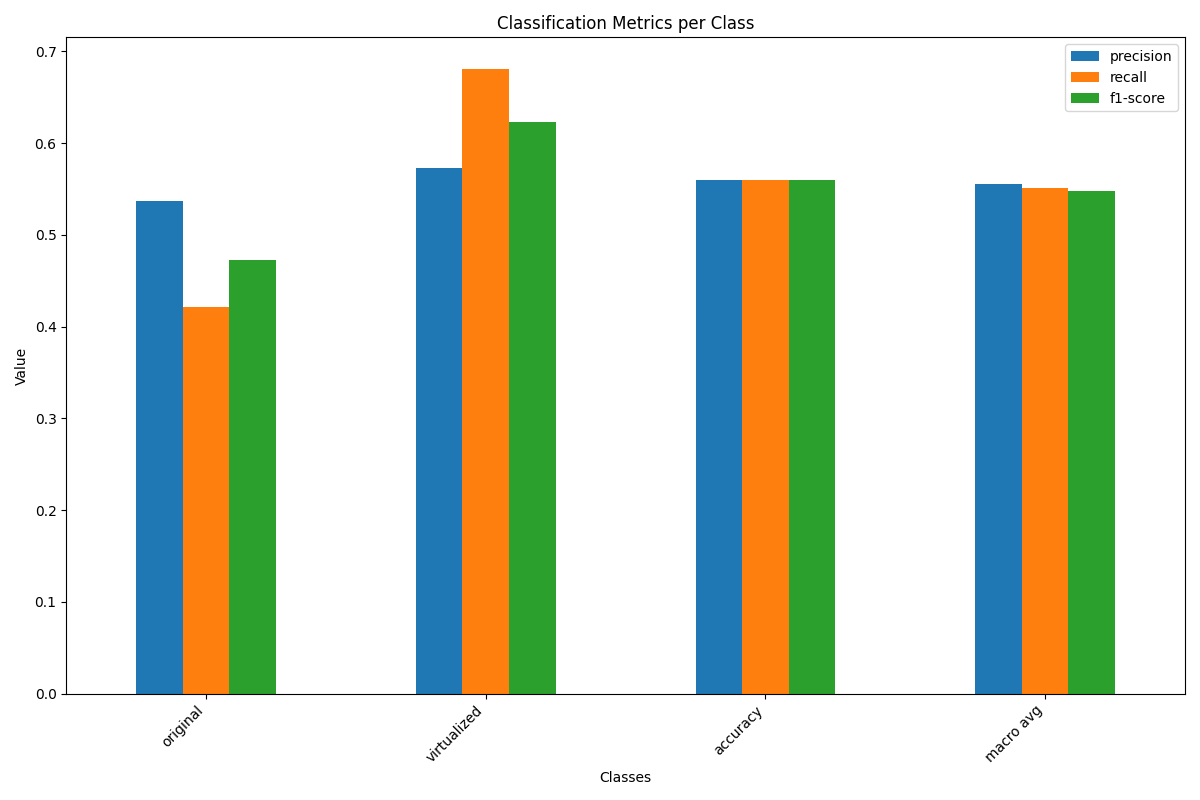 Classification Metrics per Class
precision
recall
f1-score
0.7
0.6
0.5
0.4
0.3
0.2
0.1
0.0
Value
original
virtualized
accuracy
macro avg
Classes